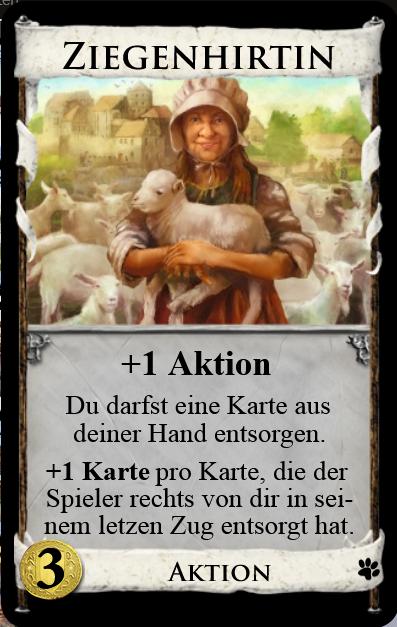 ZIEGENHIRTIN
+1 Aktion
Du darfst eine Karte aus
deiner Hand entsorgen.
+1 Karte pro Karte, die der
Spieler rechts von dir in sei-
nem letzen Zug entsorgt hat.
3
AKTION